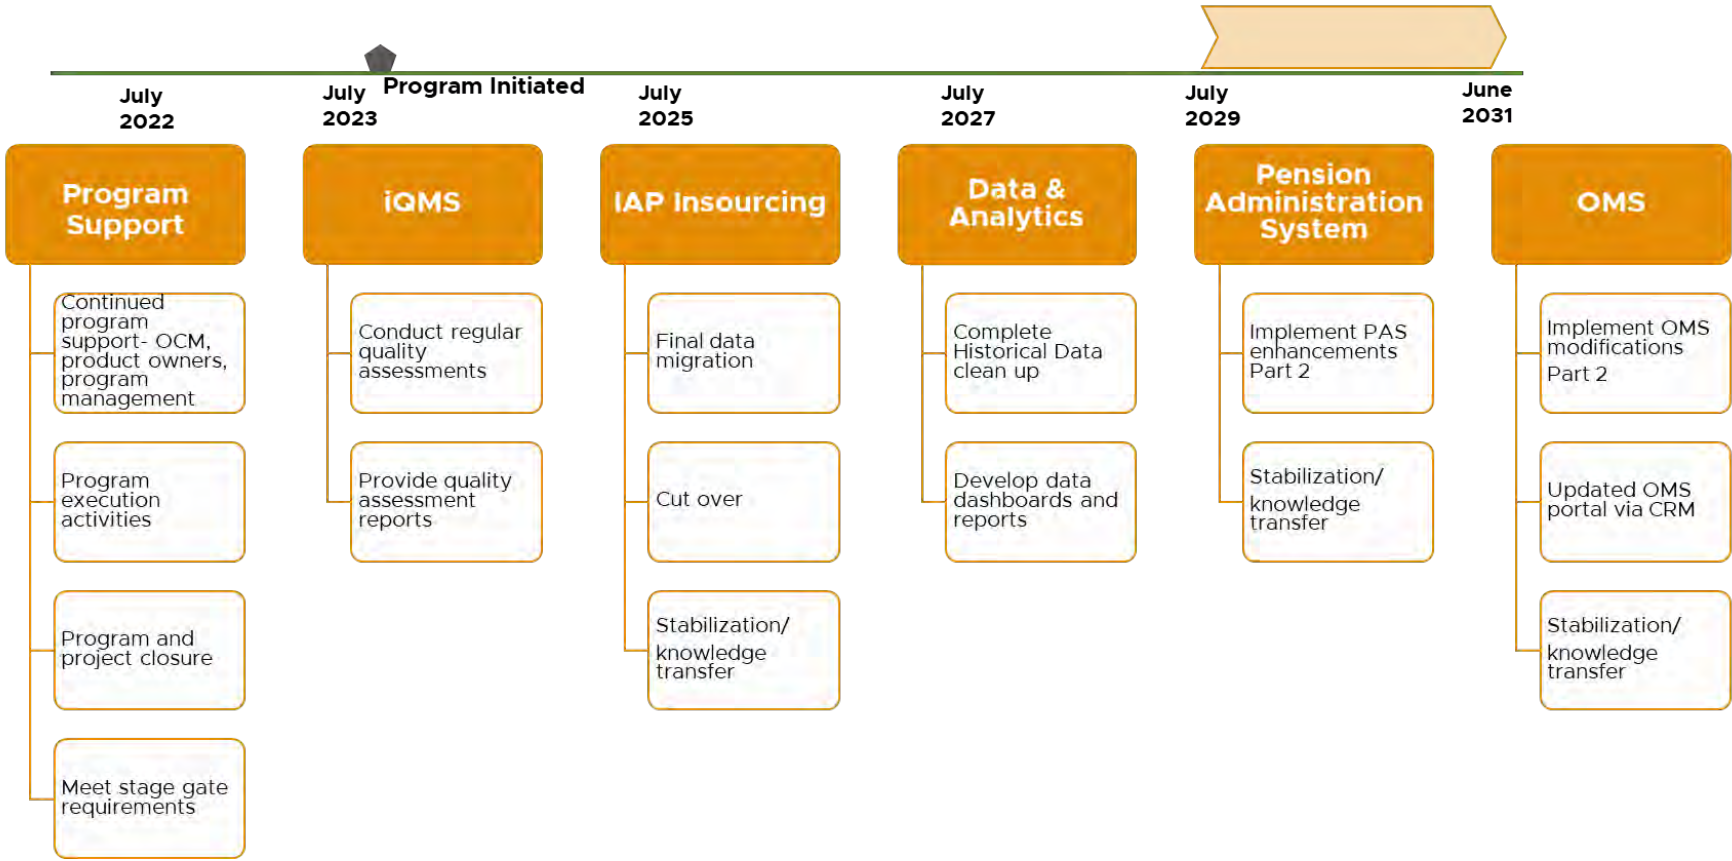 Program Initiated
July
2022
July
2023
July
2025
July
2027
July
2029
June
2031
Program
Support
Continued
program
support- OCM,
product owners,
program
management
Program
execution
activities
Program and
project closure
Meet stage gate
requirements
iQMS
Conduct regular
quality
assessments
Provide quality
assessment
reports
IAP Insourcing
Final data
migration
Cut over
Stabilization/
knowledge
transfer
Data &
Analytics
Complete
Historical Data
clean up
Develop data
dashboards and
reports
Pension
Administration
System
Implement PAS
enhancements
Part 2
Stabilization/
knowledge
transfer
OMS
Implement OMS
modifications
Part 2
Updated OMS
portal via CRM
Stabilization/
knowledge
transfer